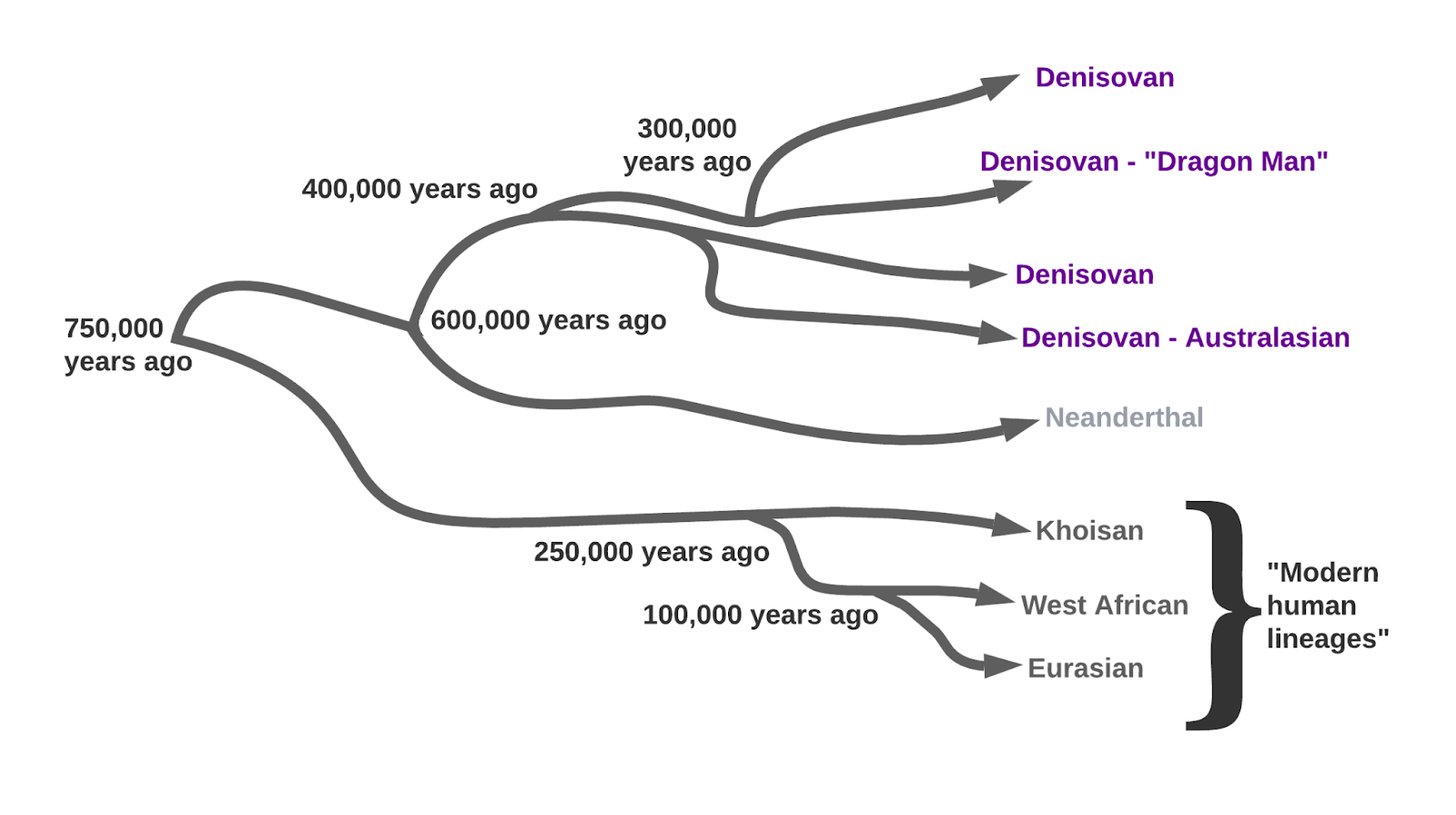 Denisovan
300,000
years ago
Denisovan - "Dragon Man"
400,000 years ago
Denisovan
600,000 years ago
750,000
years ago
Denisovan - Australasian
Neanderthal
Khoisan
250,000 years ago
"Modern
human
lineages"
West African
100,000 years ago
Eurasian